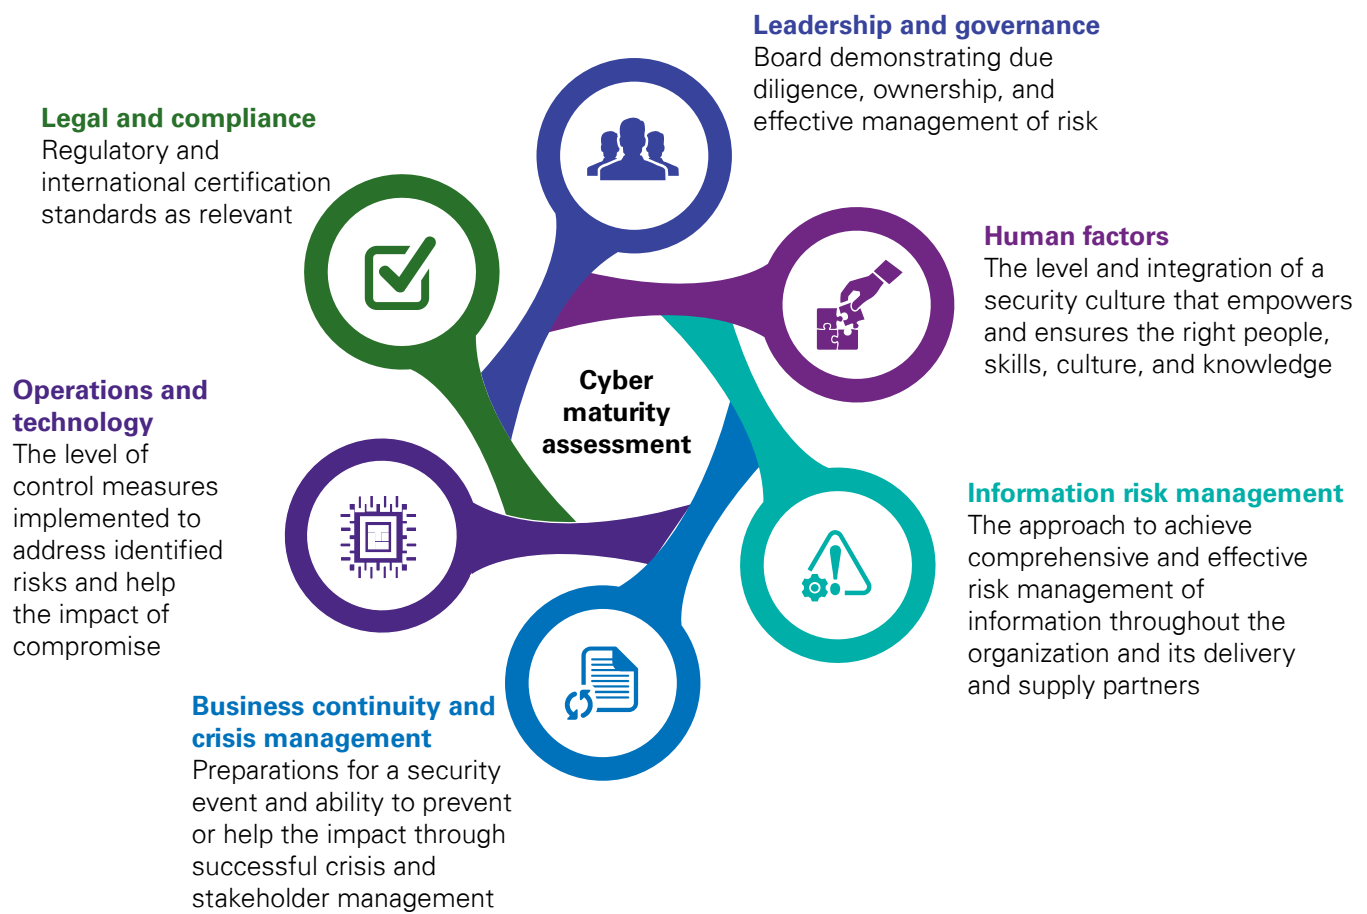 Leadership and governance
Board demonstrating due
diligence, ownership, and
effective management of risk
Legal and compliance
Regulatory and
international certification
standards as relevant
Human factors
The level and integration of a
security culture that empowers
and ensures the right people,
skills, culture, and knowledge
Cyber
maturity
assessment
Operations and
technology
The level of
control measures
implemented to
address identified
risks and help
the impact of
compromise
Information risk management
The approach to achieve
comprehensive and effective
risk management of
information throughout the
organization and its delivery
and supply partners
Business continuity and
crisis management
Preparations for a security
event and ability to prevent
or help the impact through
successful crisis and
stakeholder management